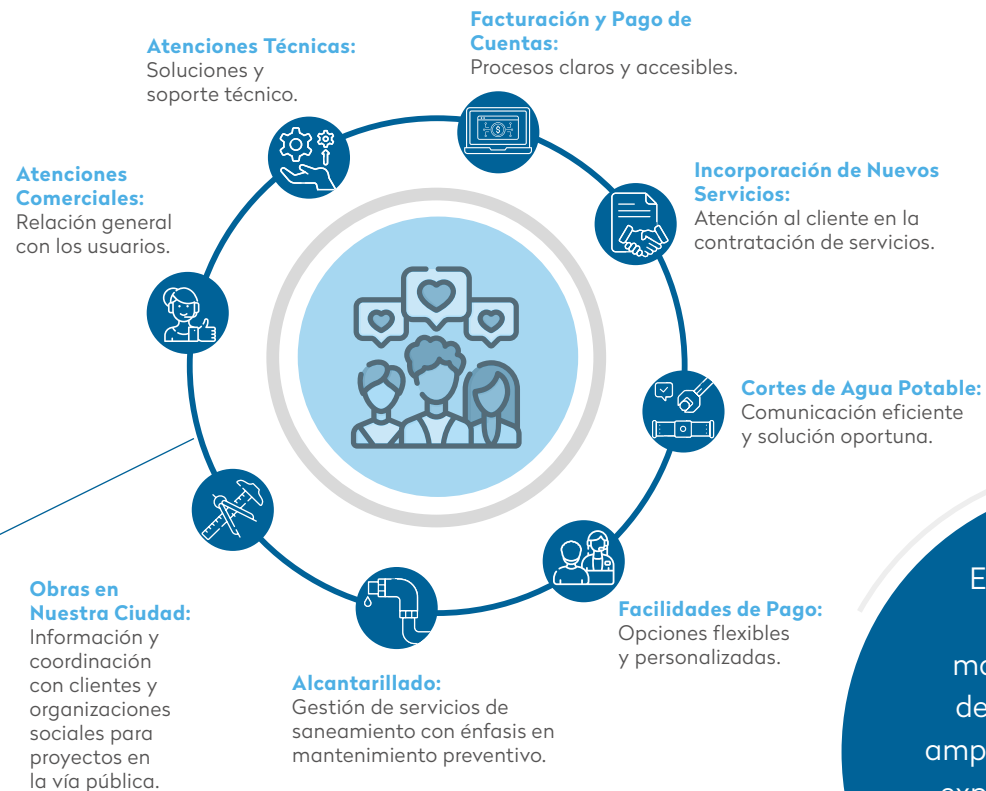 Facturación y Pago de
Cuentas:
Procesos claros y accesibles.
Atenciones Técnicas:
Soluciones y
soporte técnico.
Incorporación de Nuevos
Servicios:
Atención al cliente en la
contratación de servicios.
Atenciones
Comerciales:
Relación general
con los usuarios.
Cortes de Agua Potable:
Comunicación eficiente
y solución oportuna.
Facilidades de Pago:
Opciones flexibles
y personalizadas.
Obras en
Nuestra Ciudad:
Información y
coordinación
con clientes y
organizaciones
sociales para
proyectos en
la vía pública.
Alcantarillado:
Gestión de servicios de
saneamiento con énfasis en
mantenimiento preventivo.
E
de
amp